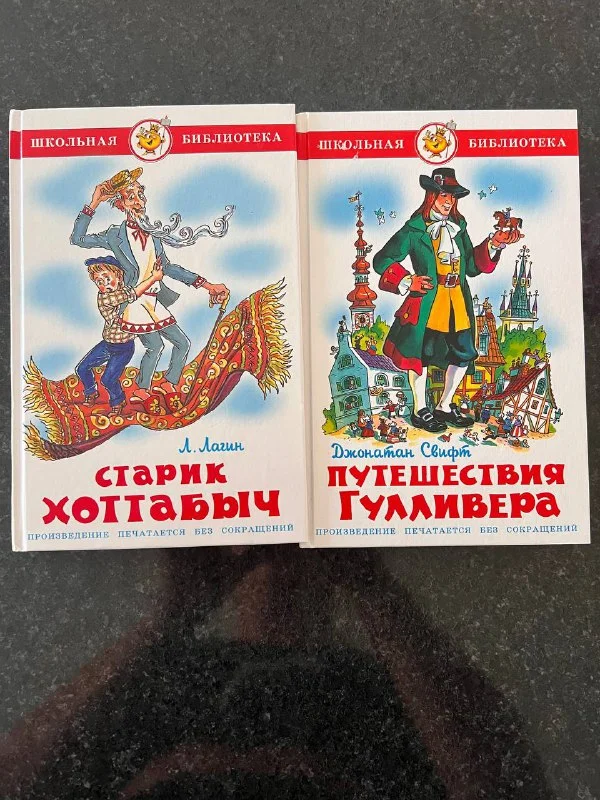 ШКОЛЬНАЯ БИБЛИОТЕКА
Л. Лагин
СТАРИК
ХОТТАБЫЧ
ПРОИЗВЕДЕНИЕ ПЕЧАТАЕТСЯ БЕЗ СОКРАЩЕНИЙ
ШКОЛЬНАЯ БИБЛИОТЕКА
Джонатан Свифт
ПУТЕШЕСТВИЯ
ГУЛЛИВЕРА
ПРОИЗВЕДЕНИЕ ПЕЧАТАЕТСЯ БЕЗ СОКРАЩЕНИЙ